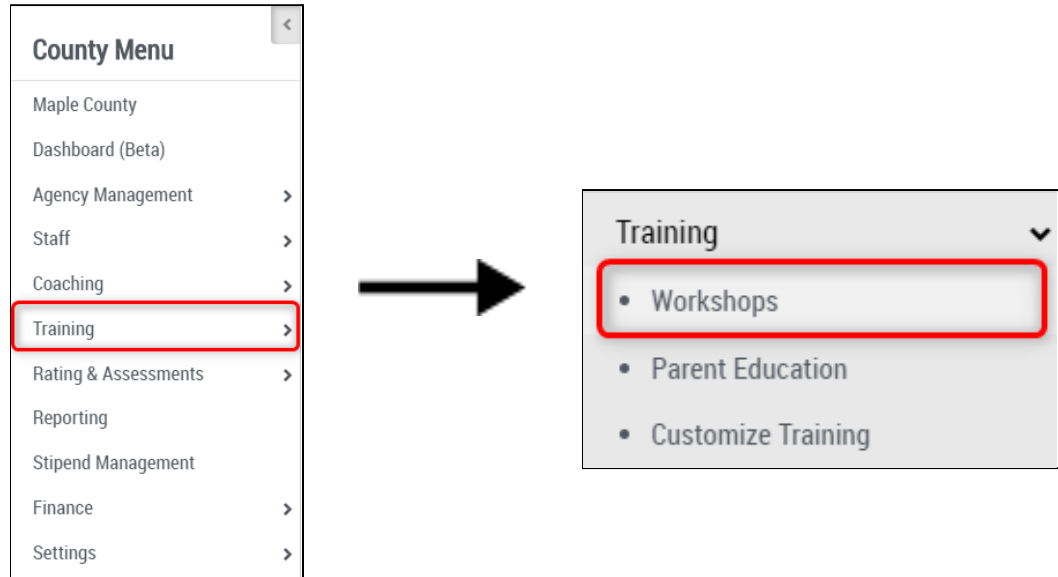 County Menu
Maple County
Dashboard (Beta)
Agency Management
Staff
Coaching
Training
Rating & Assessments
Reporting
Stipend Management
Finance
Settings
Training
Workshops
Parent Education
Customize Training